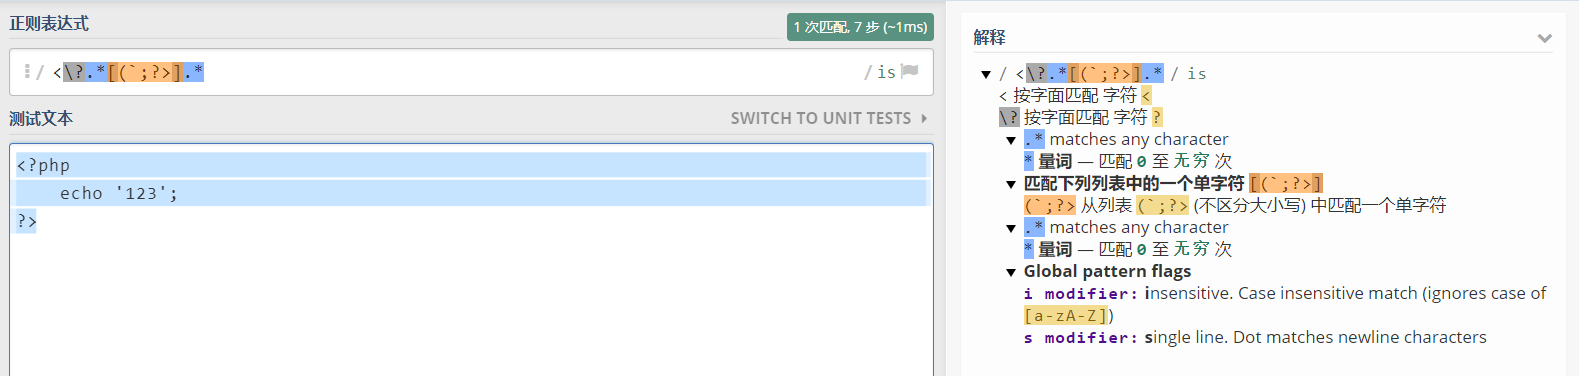 正则表达式
1 次匹配, 7 步 (~1ms)
/ <\?.*[(`;?>].* / is
测试文本
SWITCH TO UNIT TESTS
<?php
    echo '123';
?>
解释
/ <\?.*[(`;?>].* / is
< 按字面匹配 字符 <
\? 按字面匹配 字符 ?
.* matches any character
* 量词 — 匹配 0 至 无穷 次
匹配下列列表中的一个单字符 [(`;?>]
(`;?> 从列表 (`;?> (不区分大小写) 中匹配一个单字符
.* matches any character
* 量词 — 匹配 0 至 无穷 次
Global pattern flags
i modifier: insensitive. Case insensitive match (ignores case of
[a-zA-Z])
s modifier: single line. Dot matches newline characters